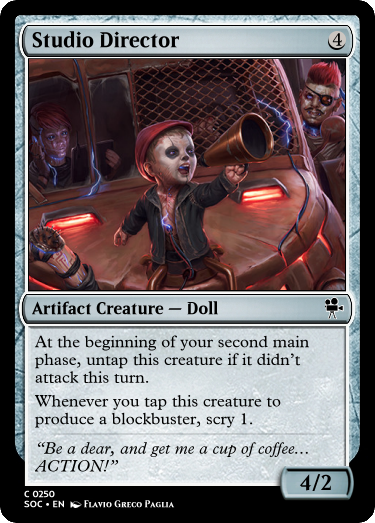 Studio Director
4
Artifact Creature — Doll
At the beginning of your second main
phase, untap this creature if it didn't
attack this turn.
Whenever you tap this creature to
produce a blockbuster, scry 1.
“Be a dear, and get me a cup of coffee…
ACTION!”
4/2
C 0250
SOC • EN Flavio Greco Paglia